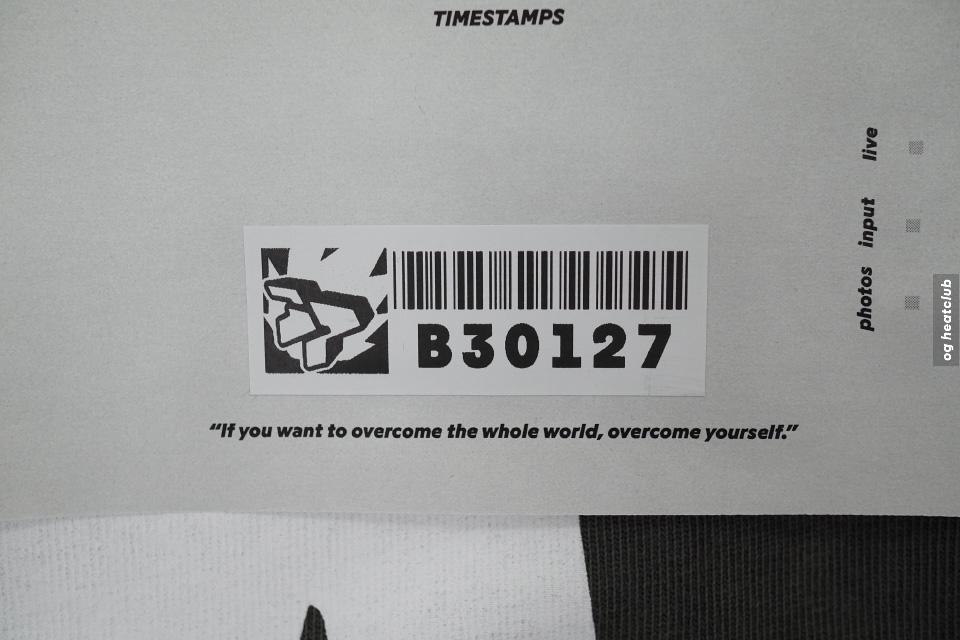 TIMESTAMPS
live
input
photos
og heatclub
B30127
“If you want to overcome the whole world, overcome yourself.”